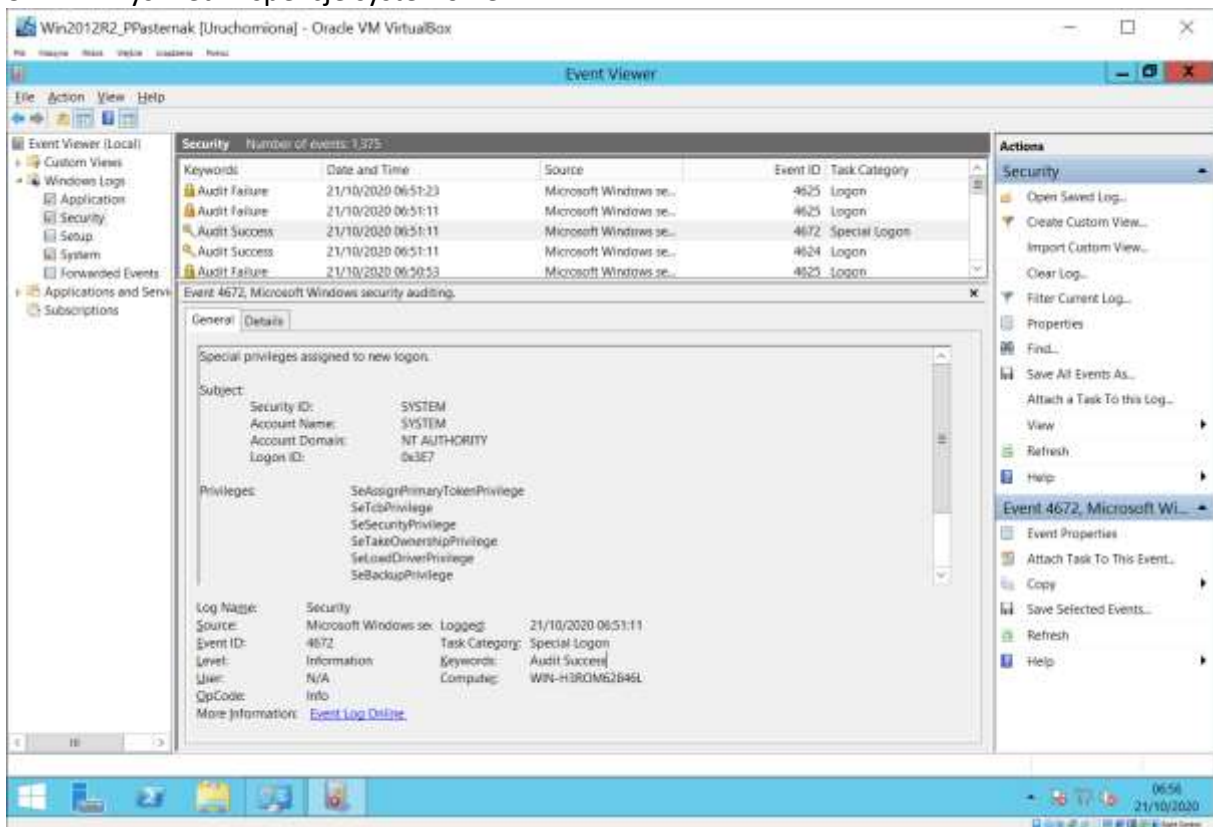 Win2012R2_PPasternak [Uruchomiona] - Oracle VM VirtualBox
Event Viewer
File Action View Help
Event Viewer (Local)
Custom Views
Windows Logs
Application
Security
Setup
System
Forwarded Events
Applications and Servi
Subscriptions
Security Number of events: 1,375
Keywords Date and Time Source Event ID Task Category
Audit Failure 21/10/2020 06:51:23 Microsoft Windows se... 4625 Logon
Audit Failure 21/10/2020 06:51:11 Microsoft Windows se... 4625 Logon
Audit Success 21/10/2020 06:51:11 Microsoft Windows se... 4672 Special Logon
Audit Success 21/10/2020 06:51:11 Microsoft Windows se... 4624 Logon
Audit Failure 21/10/2020 06:50:53 Microsoft Windows se... 4625 Logon
Event 4672, Microsoft Windows security auditing.
General Details
Special privileges assigned to new logon.
Subject:
Security ID: SYSTEM
Account Name: SYSTEM
Account Domain: NT AUTHORITY
Logon ID: 0x3E7
Privileges: SeAssignPrimaryTokenPrivilege
SeTcbPrivilege
SeSecurityPrivilege
SeTakeOwnershipPrivilege
SeLoadDriverPrivilege
SeBackupPrivilege
Log Name: Security
Source: Microsoft Windows sec Logged: 21/10/2020 06:51:11
Event ID: 4672 Task Category: Special Logon
Level: Information Keywords: Audit Success
User: N/A Computer: WIN-H3ROM62846L
OpCode: Info
More Information: Event Log Online
Actions
Security
Open Saved Log...
Create Custom View...
Import Custom View...
Clear Log...
Filter Current Log...
Properties
Find...
Save All Events As...
Attach a Task To this Log...
View
Refresh
Help
Event 4672, Microsoft Wi...
Event Properties
Attach Task To This Event...
Copy
Save Selected Events...
Refresh
Help
06:56
21/10/2020